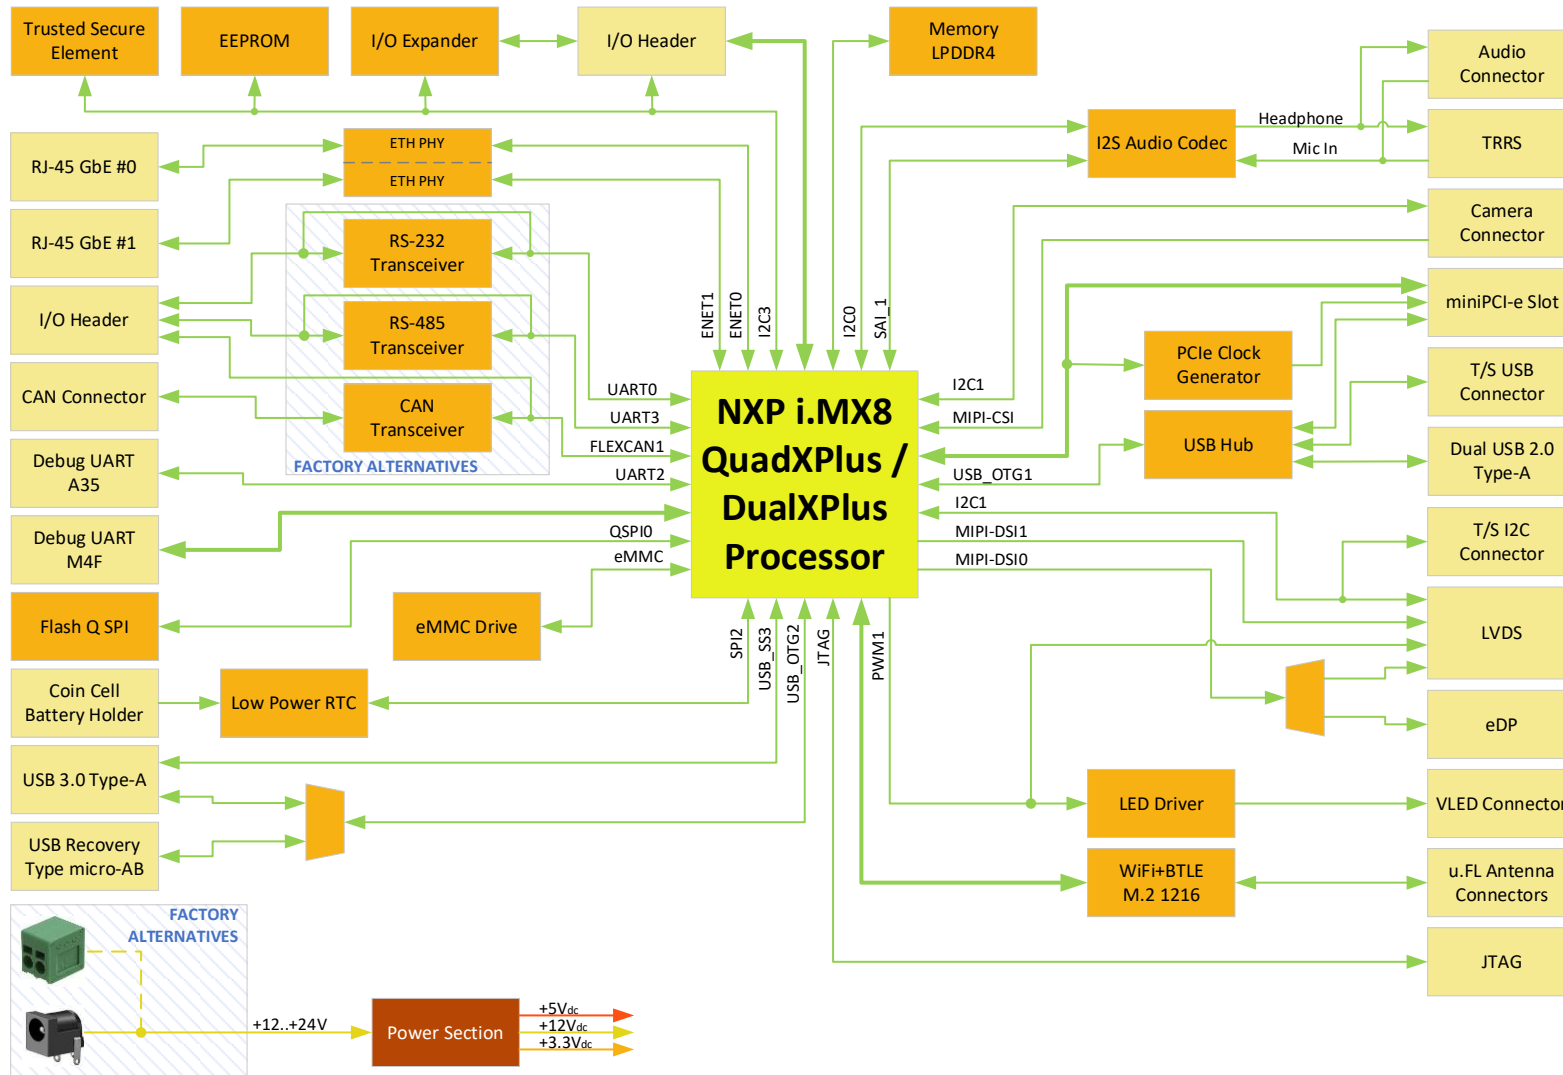 Trusted Secure
Element
EEPROM
I/O Expander
I/O Header
Memory
LPDDR4
Audio
Connector
I2S Audio Codec
Headphone
Mic In
TRRS
RJ-45 GbE #0
ETH PHY
ETH PHY
RJ-45 GbE #1
Camera
Connector
RS-232
Transceiver
I/O Header
RS-485
Transceiver
CAN Connector
CAN
Transceiver
FACTORY ALTERNATIVES
ENET1
ENET0
I2C3
I2C0
SAI_1
miniPCI-e Slot
PCIe Clock
Generator
T/S USB
Connector
USB Hub
Dual USB 2.0
Type-A
UART0
UART3
FLEXCAN1
UART2
QSPI0
eMMC
NXP i.MX8
QuadXPlus /
DualXPlus
Processor
I2C1
MIPI-CSI
USB_OTG1
I2C1
MIPI-DSI1
MIPI-DSI0
Debug UART
A35
Debug UART
M4F
T/S I2C
Connector
Flash Q SPI
eMMC Drive
LVDS
SPI2
USB_SS3
USB_OTG2
JTAG
PWM1
Coin Cell
Battery Holder
Low Power RTC
eDP
USB 3.0 Type-A
LED Driver
VLED Connector
USB Recovery
Type micro-AB
WiFi+BTLE
M.2 1216
u.FL Antenna
Connectors
JTAG
FACTORY
ALTERNATIVES
+12..+24V
Power Section
+5Vdc
+12Vdc
+3.3Vdc